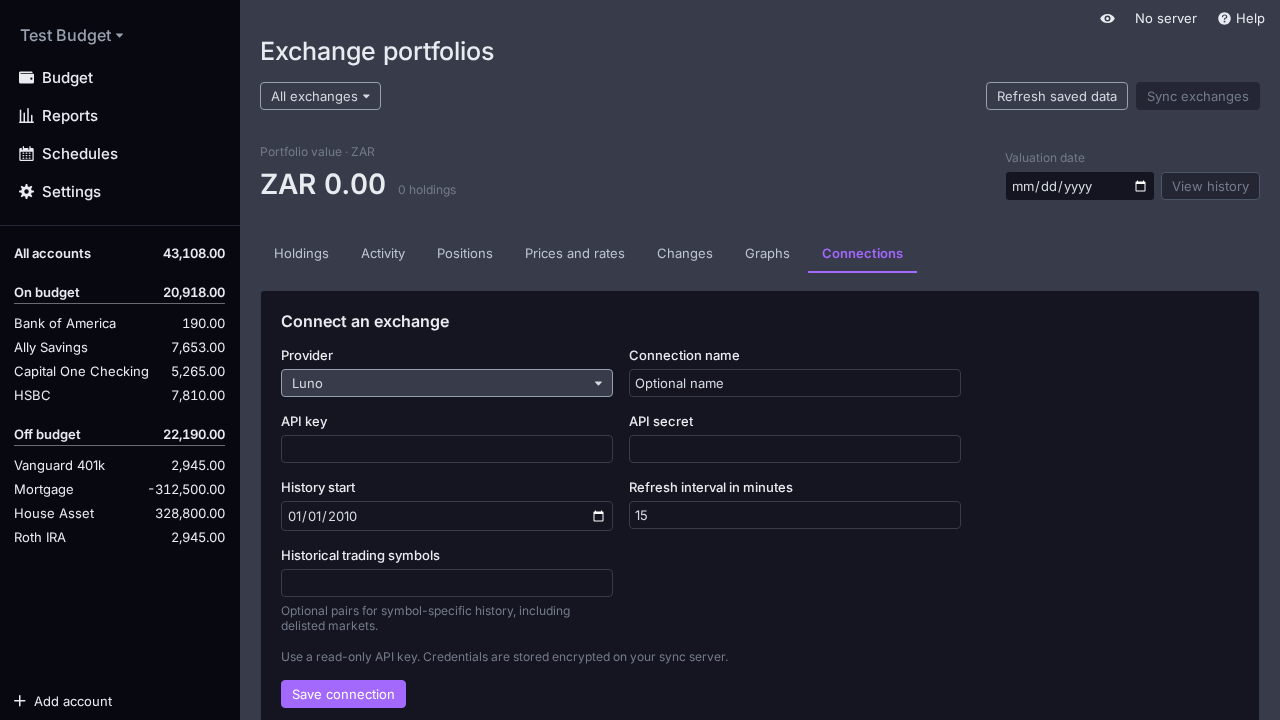 Test Budget
Budget
Reports
Schedules
Settings
All accounts 43,108.00
On budget 20,918.00
Bank of America 190.00
Ally Savings 7,653.00
Capital One Checking 5,265.00
HSBC 7,810.00
Off budget 22,190.00
Vanguard 401k 2,945.00
Mortgage -312,500.00
House Asset 328,800.00
Roth IRA 2,945.00
Add account
No server Help
Exchange portfolios
All exchanges Refresh saved data Sync exchanges
Portfolio value · ZAR
ZAR 0.00 0 holdings
Valuation date
mm/dd/yyyy View history
Holdings Activity Positions Prices and rates Changes Graphs Connections
Connect an exchange
Provider Connection name
Luno Optional name
API key API secret
History start Refresh interval in minutes
01/01/2010 15
Historical trading symbols
Optional pairs for symbol-specific history, including
delisted markets.
Use a read-only API key. Credentials are stored encrypted on your sync server.
Save connection